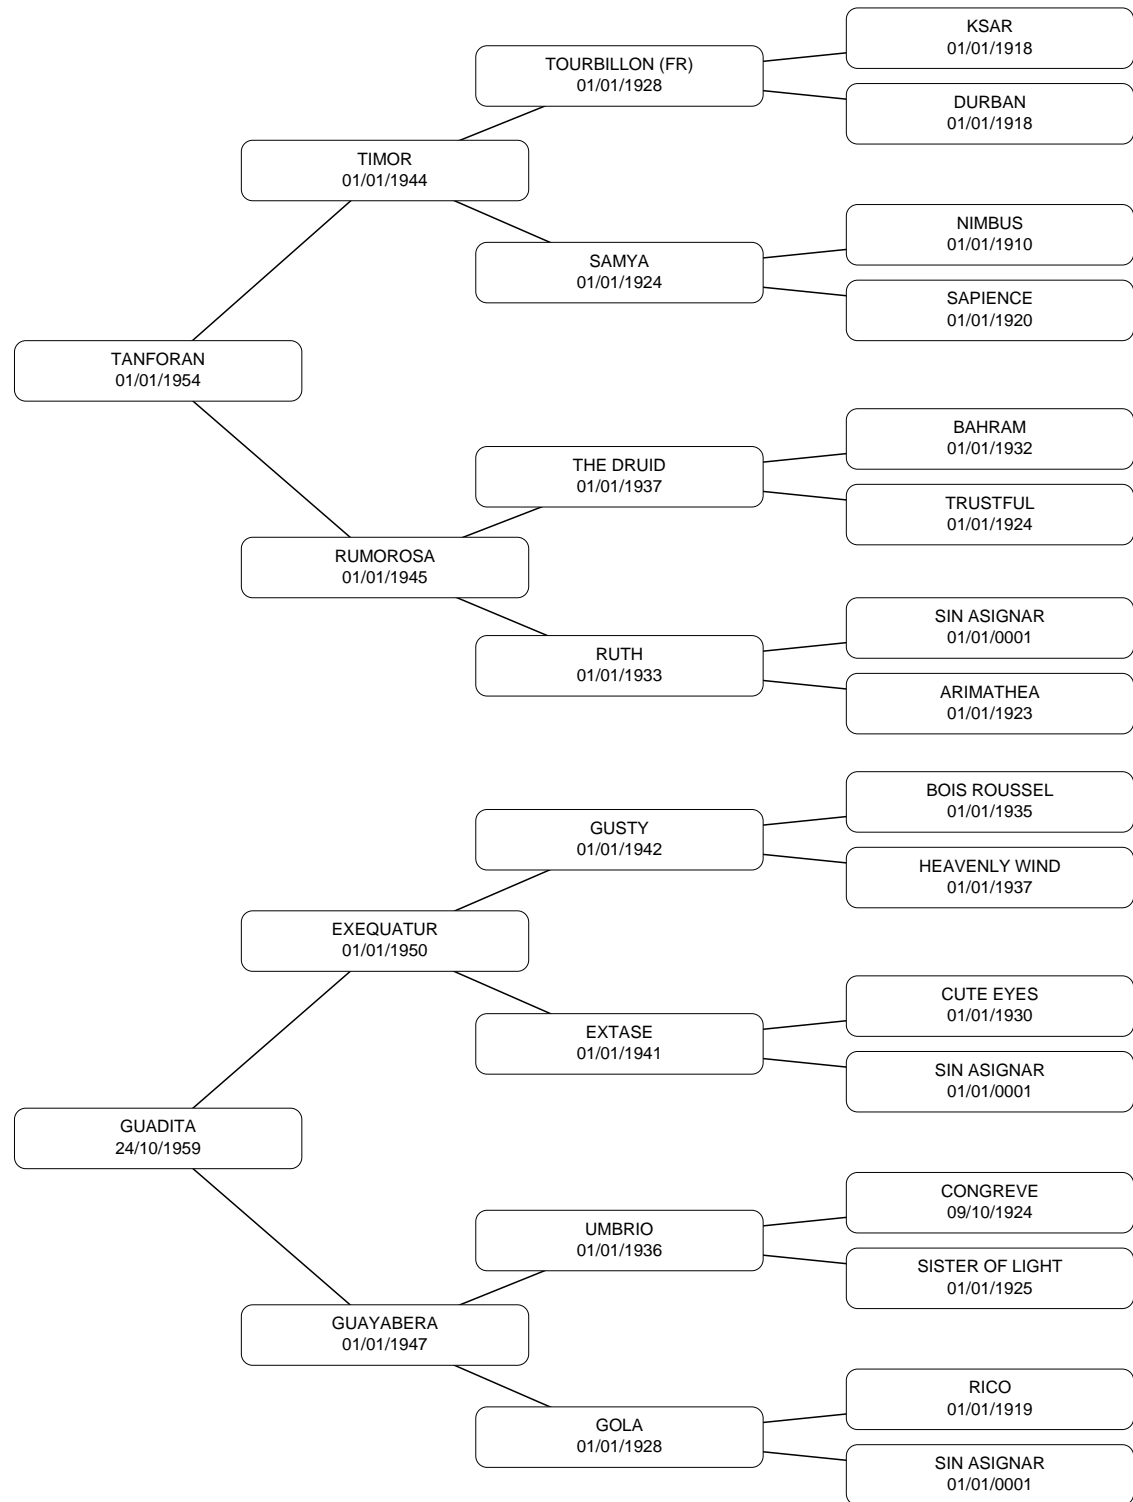 KSAR
01/01/1918
TOURBILLON (FR)
01/01/1928
DURBAN
01/01/1918
TIMOR
01/01/1944
NIMBUS
01/01/1910
SAMYA
01/01/1924
SAPIENCE
01/01/1920
TANFORAN
01/01/1954
BAHRAM
01/01/1932
THE DRUID
01/01/1937
TRUSTFUL
01/01/1924
RUMOROSA
01/01/1945
SIN ASIGNAR
01/01/0001
RUTH
01/01/1933
ARIMATHEA
01/01/1923
BOIS ROUSSEL
01/01/1935
GUSTY
01/01/1942
HEAVENLY WIND
01/01/1937
EXEQUATUR
01/01/1950
CUTE EYES
01/01/1930
EXTASE
01/01/1941
SIN ASIGNAR
01/01/0001
GUADITA
24/10/1959
CONGREVE
09/10/1924
UMBRIO
01/01/1936
SISTER OF LIGHT
01/01/1925
GUAYABERA
01/01/1947
RICO
01/01/1919
GOLA
01/01/1928
SIN ASIGNAR
01/01/0001